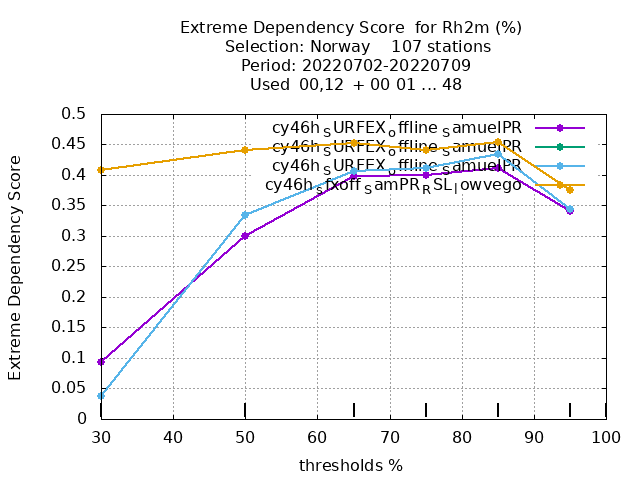 Extreme Dependency Score  for Rh2m (%)
Selection: Norway    107 stations
Period: 20220702-20220709
Used  00,12  + 00 01 ... 48
0.5
0.45
0.4
0.35
0.3
0.25
0.2
0.15
0.1
0.05
0
Extreme Dependency Score
cy46h_SURFEX_offline_SamuelPR
cy46h_SURFEX_offline_SamuelPR
cy46h_SURFEX_offline_SamuelPR
cy46h_sfxoff_SamPR_RSL_lowvego
30 40 50 60 70 80 90 100
thresholds %